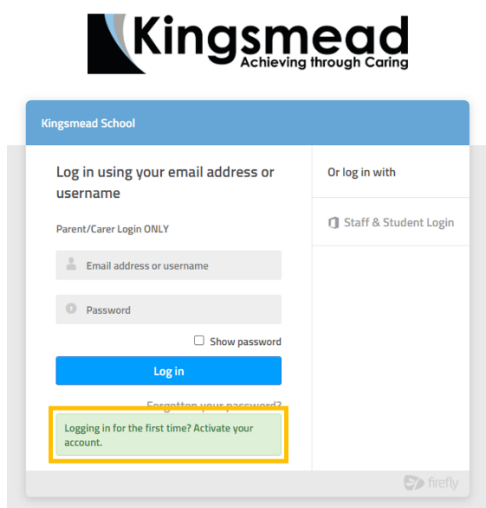 Kingsmead
Achieving through Caring
Kingsmead School
Log in using your email address or
username
Parent/Carer Login ONLY
Email address or username
Password
Show password
Log in
Forgotten your password?
Logging in for the first time? Activate your
account.
Or log in with
Staff & Student Login
firefly